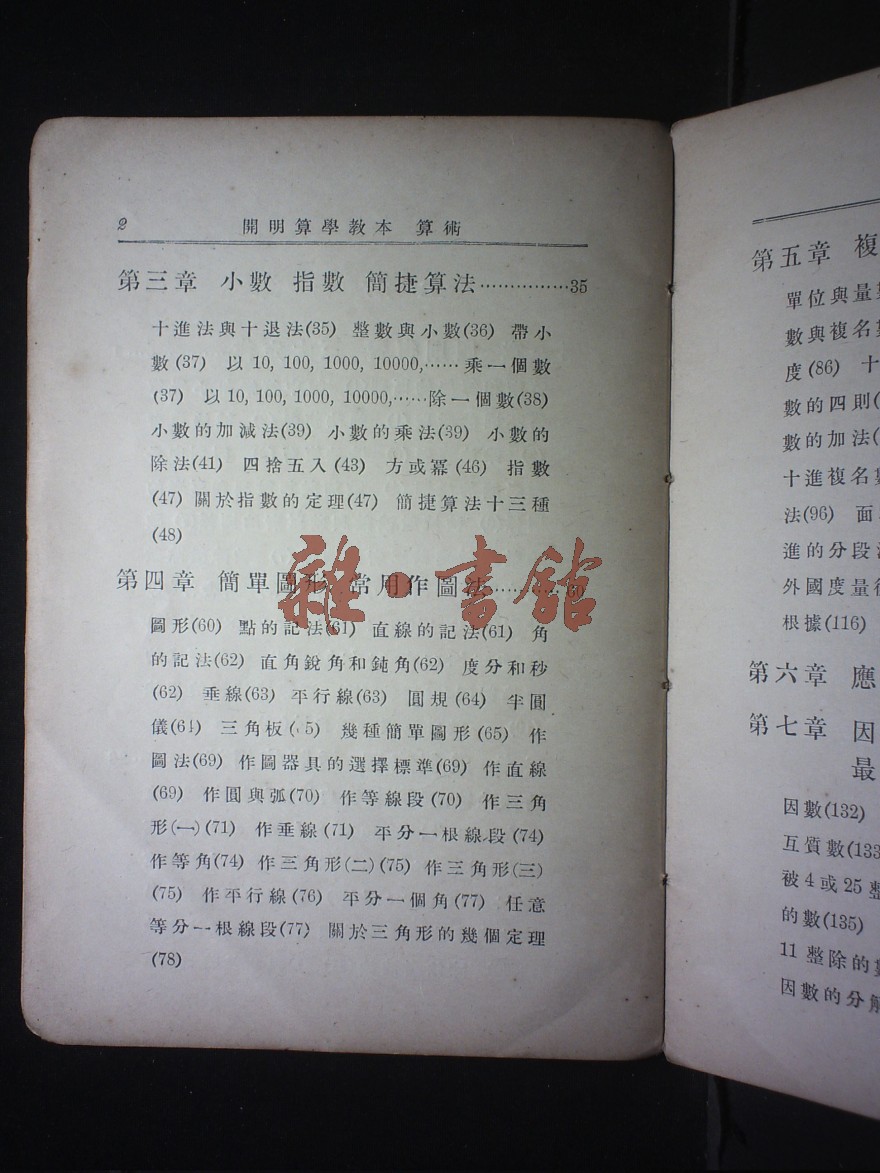 2 開明算學教本 算術
第三章 小數 指數 簡捷算法……………35
十進法與十退法(35) 整數與小數(36) 帶小
數(37) 以10, 100, 1000, 10000,……乘一個數
(37) 以10, 100, 1000, 10000,……除一個數(38)
小數的加減法(39) 小數的乘法(39) 小數的
除法(41) 四捨五入(43) 方或冪(46) 指數
(47) 關於指數的定理(47) 簡捷算法十三種
(48)
第四章 簡單圖形 常用作圖法…………60
圖形(60) 點的記法(61) 直線的記法(61) 角
的記法(62) 直角銳角和鈍角(62) 度分和秒
(62) 垂線(63) 平行線(63) 圓規(64) 半圓
儀(64) 三角板( 5) 幾種簡單圖形(65) 作
圖法(69) 作圖器具的選擇標準(69) 作直線
(69) 作圓與弧(70) 作等線段(70) 作三角
形(一)(71) 作垂線(71) 平分一根線段(74)
作等角(74) 作三角形(二)(75) 作三角形(三)
(75) 作平行線(76) 平分一個角(77) 任意
等分一根線段(77) 關於三角形的幾個定理
(78)
雜·書館
第五章 複
單位與量
數與複名
度(86) 十
數的四則
數的加法
十進複名
法(96) 面
進的分段
外國度量
根據(116)
第六章 應
第七章 因
最
因數(132)
互質數(133
被4或25整
的數(135)
11整除的
因數的分解